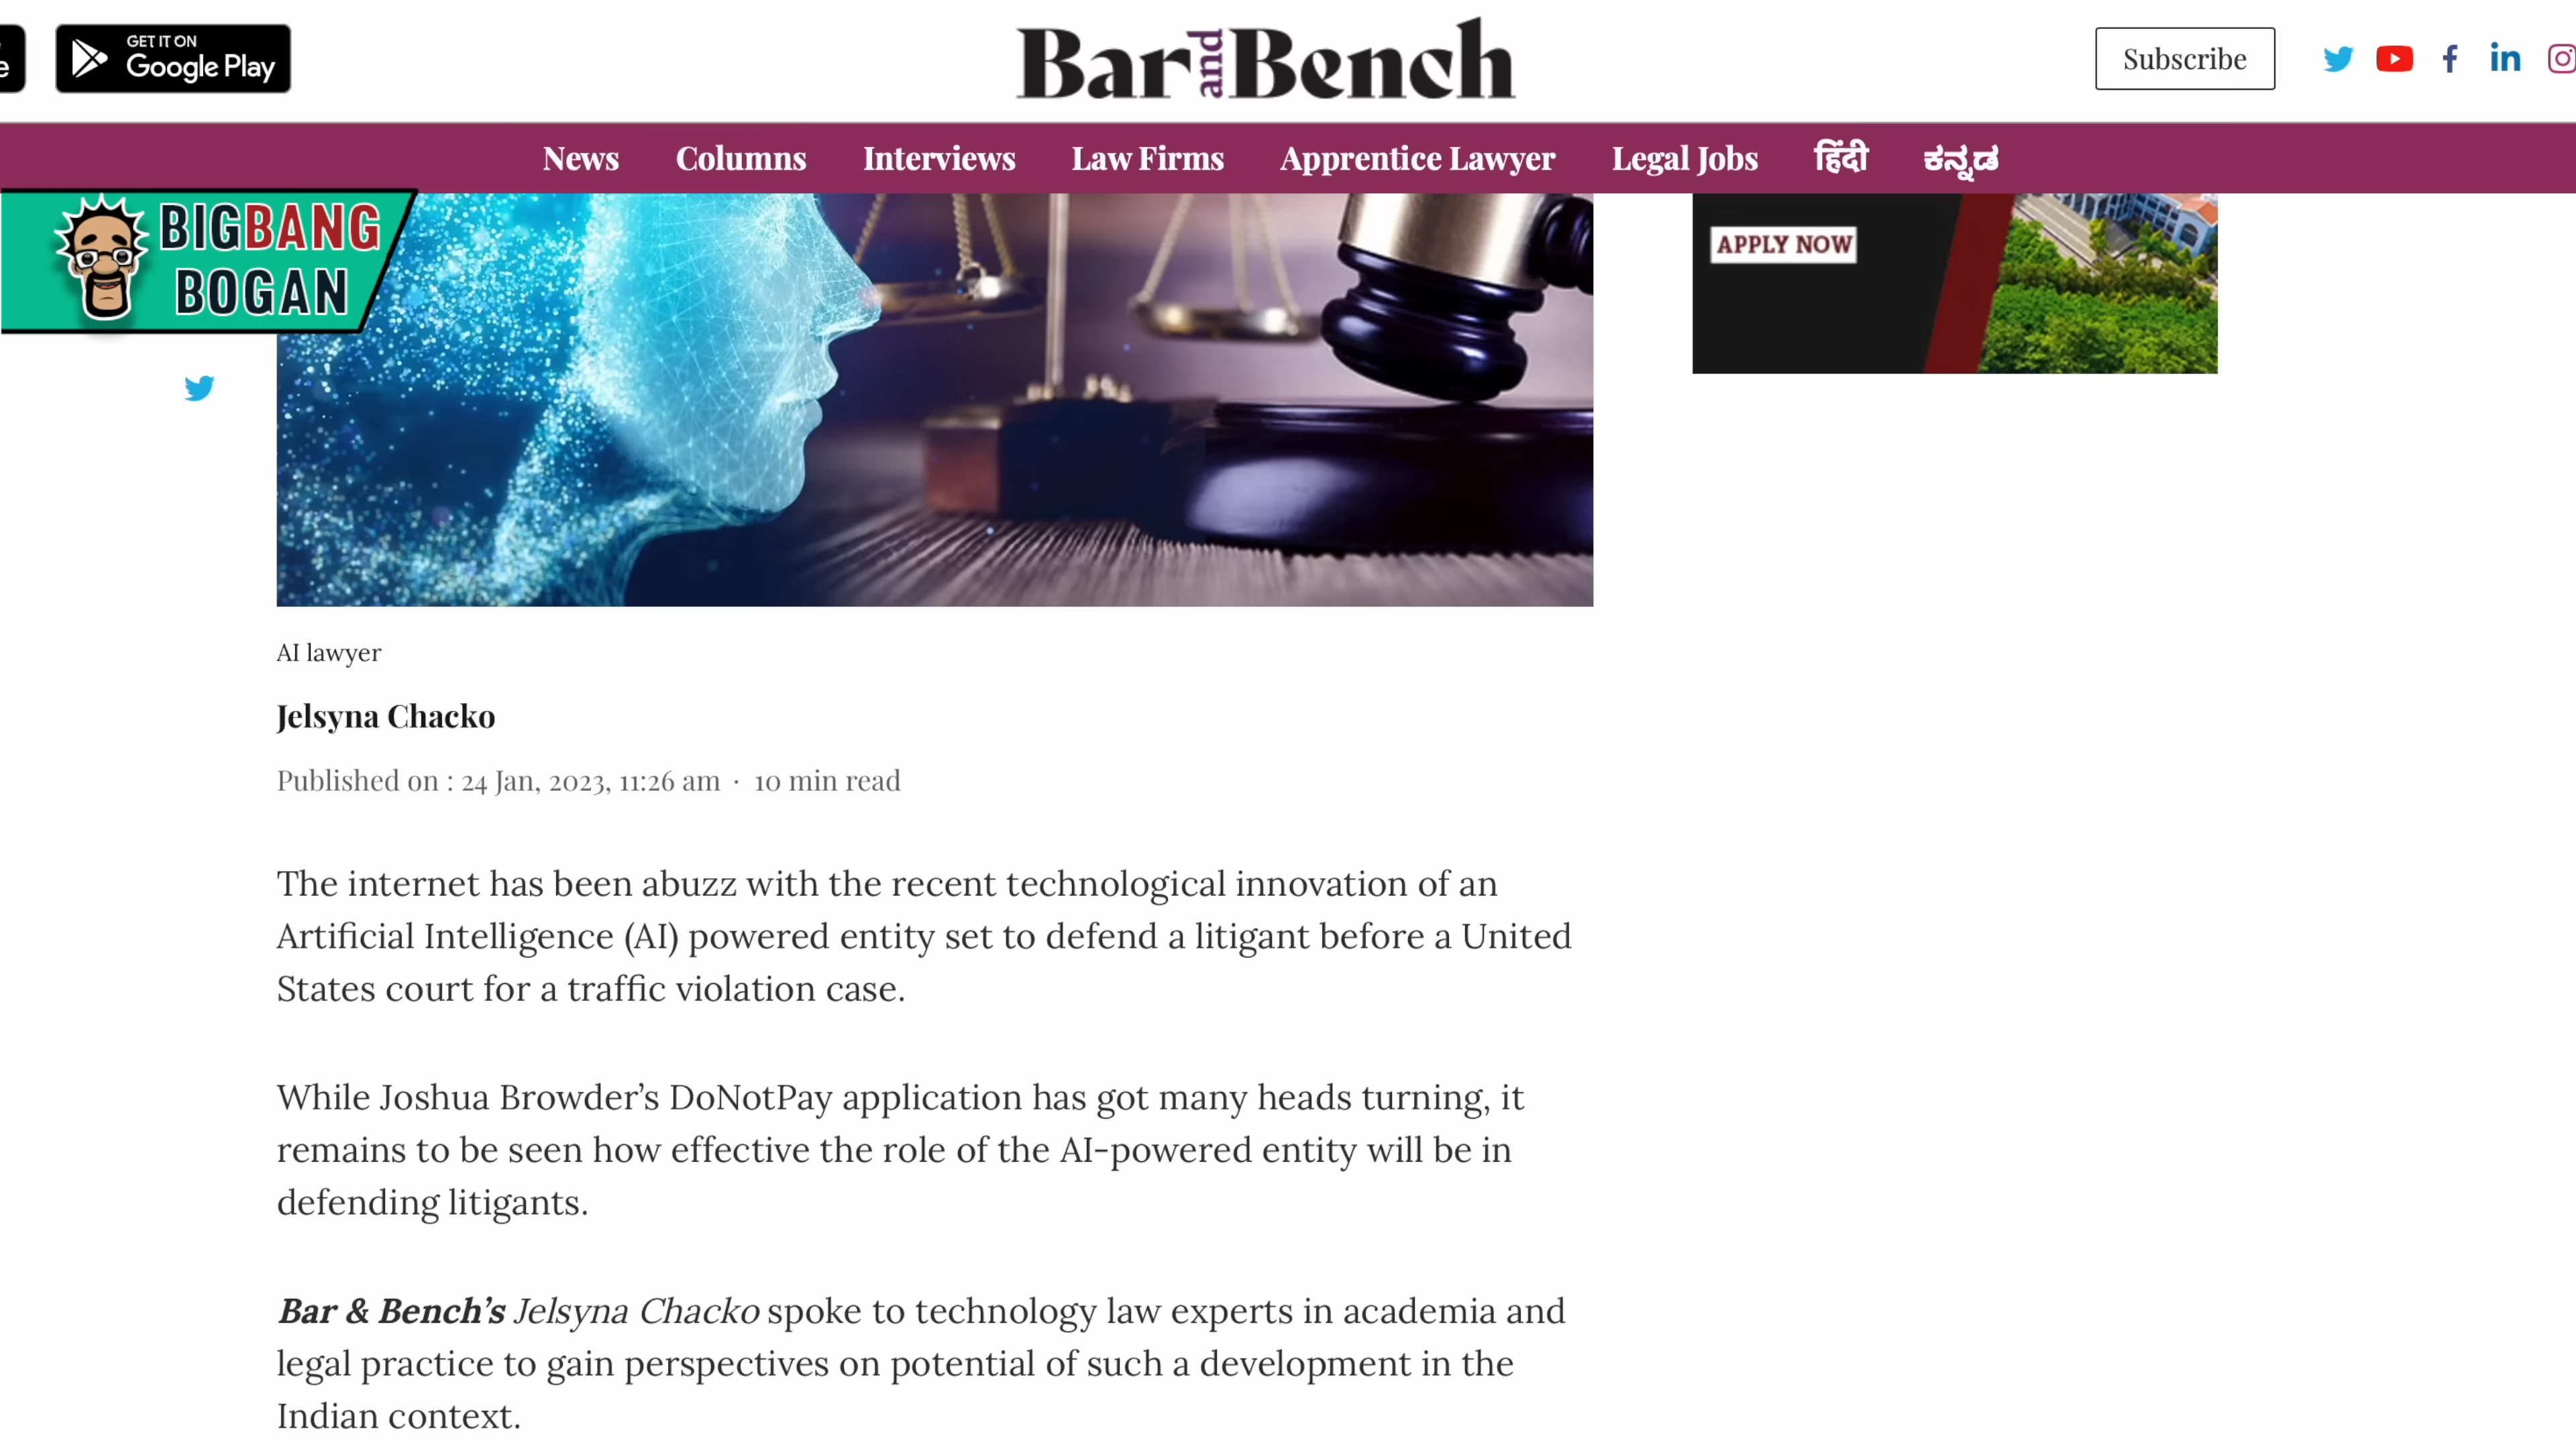 GET IT ON
Google Play
Bar and Bench
Subscribe
News Columns Interviews Law Firms Apprentice Lawyer Legal Jobs हिंदी ಕನ್ನಡ
BIGBANG
BOGAN
APPLY NOW
AI lawyer
Jelsyna Chacko
Published on : 24 Jan, 2023, 11:26 am · 10 min read
The internet has been abuzz with the recent technological innovation of an
Artificial Intelligence (AI) powered entity set to defend a litigant before a United
States court for a traffic violation case.
While Joshua Browder’s DoNotPay application has got many heads turning, it
remains to be seen how effective the role of the AI-powered entity will be in
defending litigants.
Bar & Bench’s Jelsyna Chacko spoke to technology law experts in academia and
legal practice to gain perspectives on potential of such a development in the
Indian context.